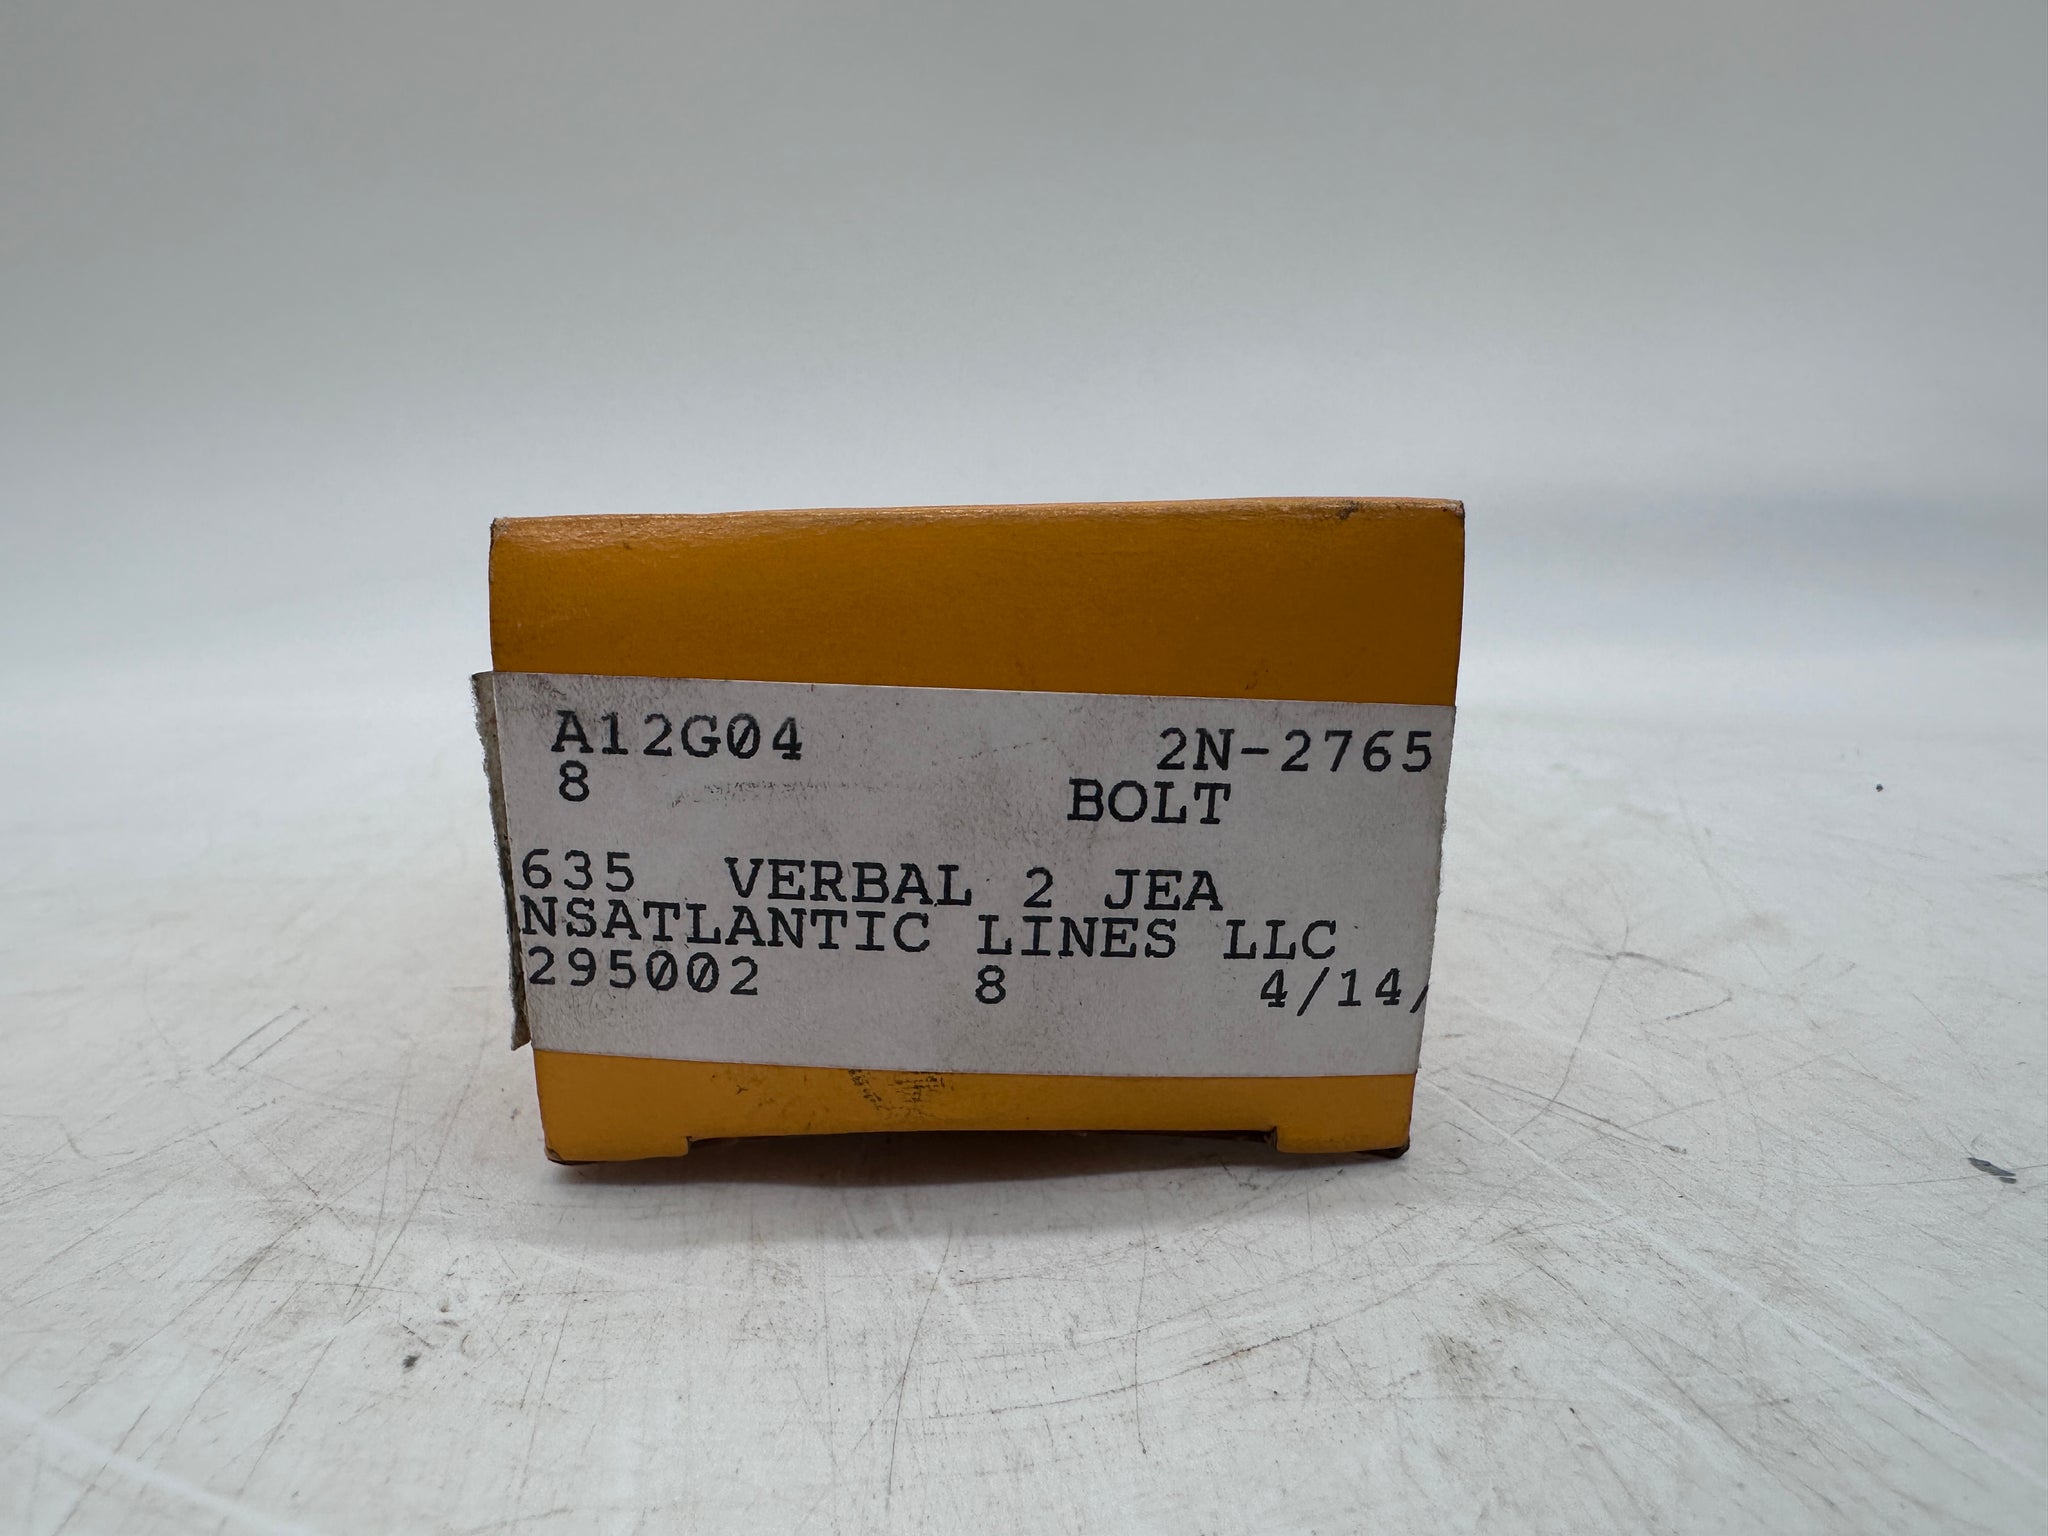 A12G04 2N-2765
8 BOLT
635 VERBAL 2 JEA
NSATLANTIC LINES LLC
295002 8 4/14/